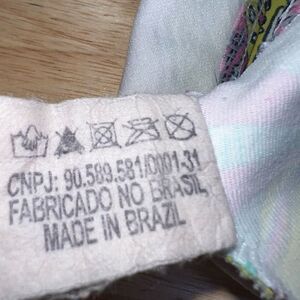 CNPJ: 90.589.581/0001-31
FABRICADO NO BRASIL
MADE IN BRAZIL